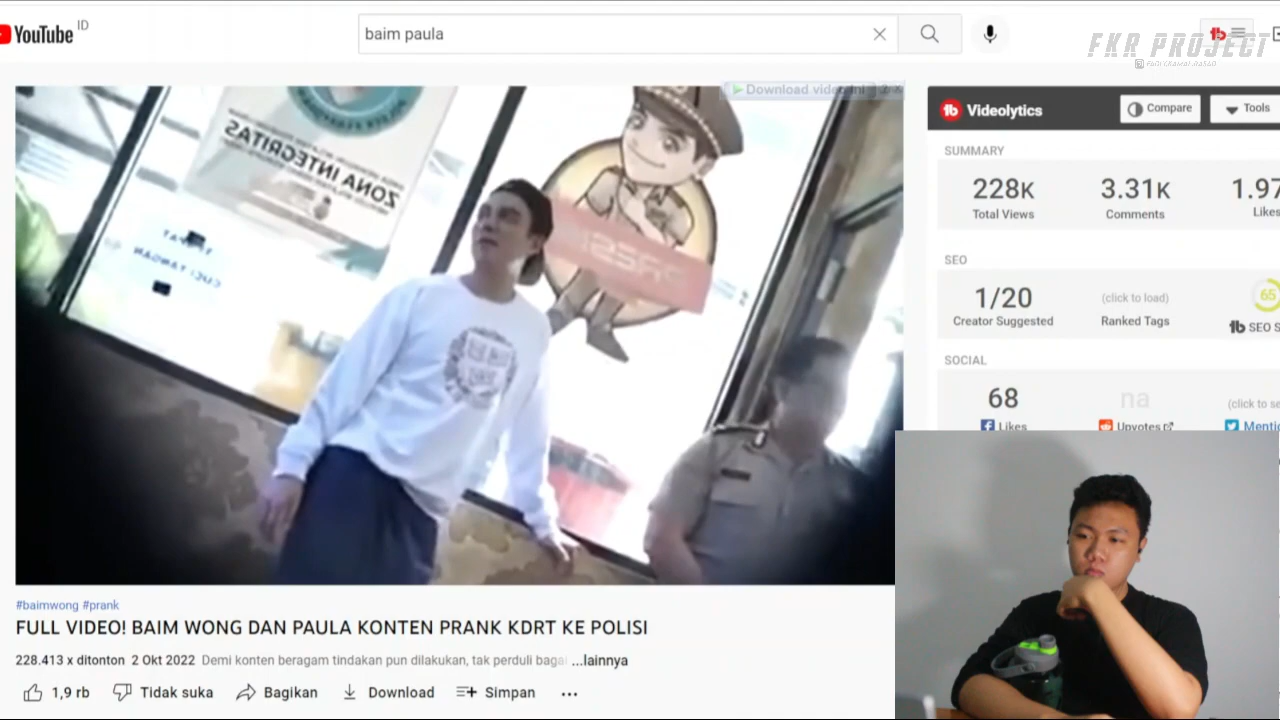 YouTube ID
baim paula
FKR PROJECT
Download video ini
ZONA INTEGRITAS
Videolytics
Compare
Tools
SUMMARY
228K
3.31K
1.97
Total Views
Comments
Likes
SEO
1/20
(click to load)
65
Creator Suggested
Ranked Tags
SEO S
SOCIAL
68
na
(click to se
Likes
Upvotes
Mentio
#baimwong #prank
FULL VIDEO! BAIM WONG DAN PAULA KONTEN PRANK KDRT KE POLISI
228.413 x ditonton 2 Okt 2022 Demi konten beragam tindakan pun dilakukan, tak perduli bagai ...lainnya
1,9 rb
Tidak suka
Bagikan
Download
Simpan